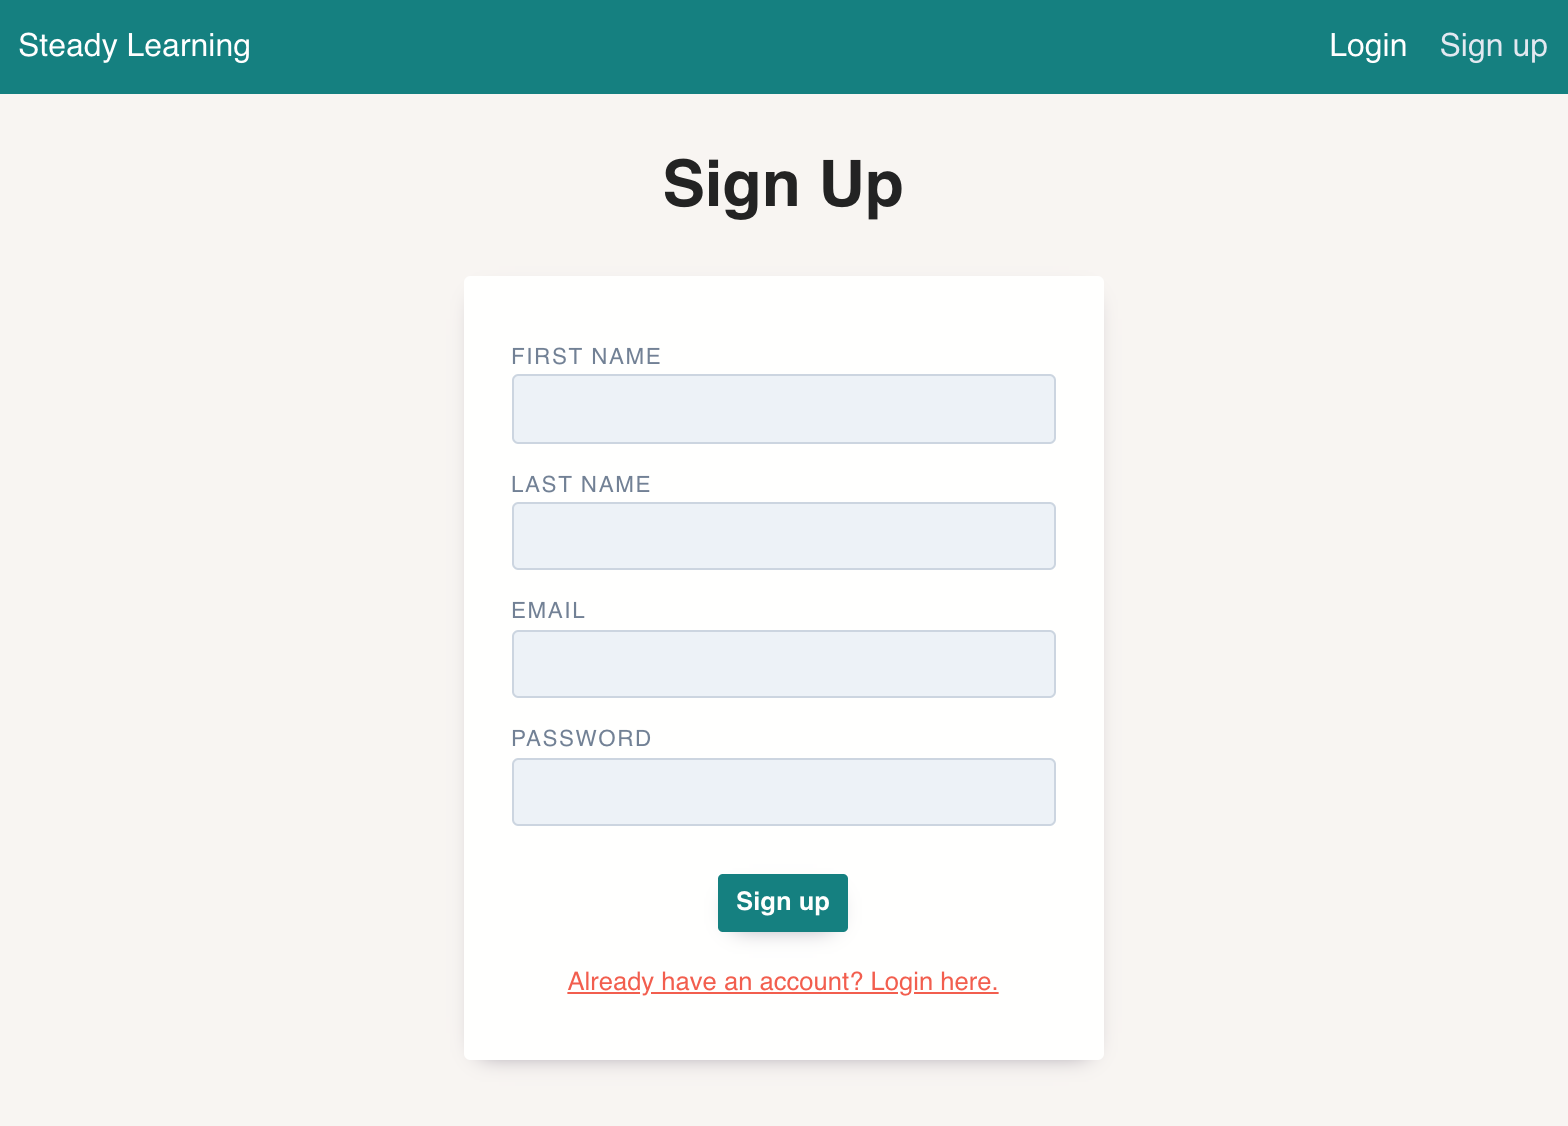 Steady Learning
Login
Sign up
Sign Up
FIRST NAME
LAST NAME
EMAIL
PASSWORD
Sign up
Already have an account? Login here.